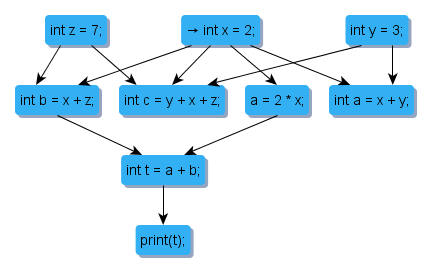 int z = 7;
→ int x = 2;
int y = 3;
int b = x + z;
int c = y + x + z;
a = 2 * x;
int a = x + y;
int t = a + b;
print(t);